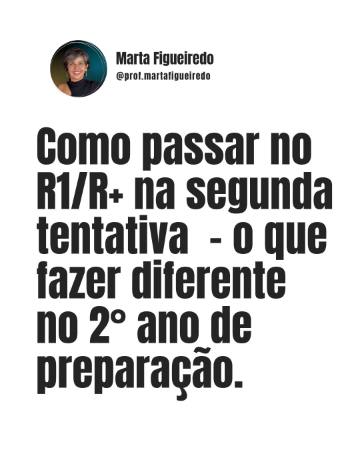 Marta Figueiredo
@prof.martafigueiredo
Como passar no
R1/R+ na segunda
tentativa - o que
fazer diferente
no 2° ano de
preparação.